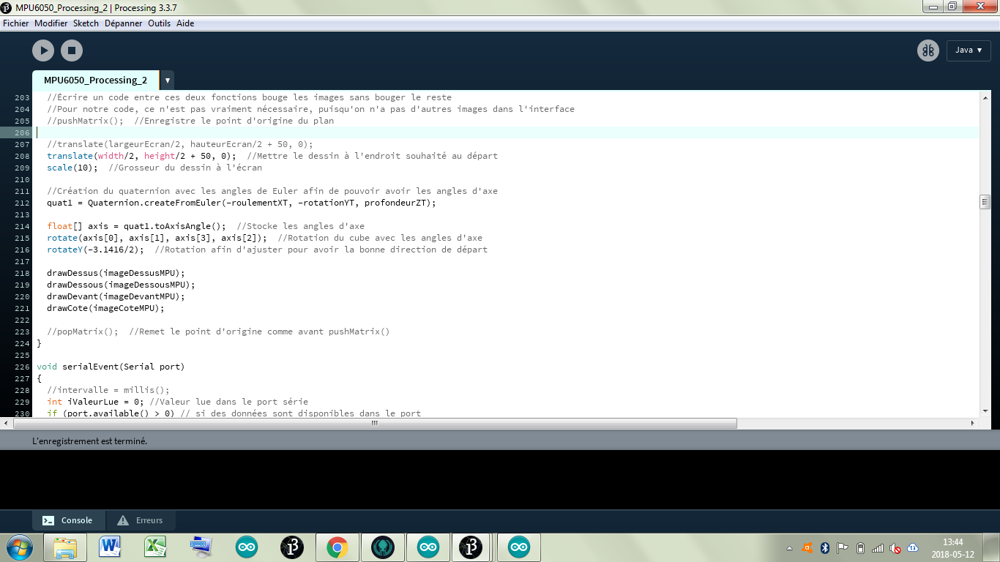 MPU6050_Processing_2 | Processing 3.3.7
Fichier Modifier Sketch Dépanner Outils Aide
Java ▾
MPU6050_Processing_2 ▾
203 //Écrire un code entre ces deux fonctions bouge les images sans bouger le reste
204 //Pour notre code, ce n'est pas vraiment nécessaire, puisqu'on n'a pas d'autres images dans l'interface
205 //pushMatrix(); //Enregistre le point d'origine du plan
206
207 //translate(largeurEcran/2, hauteurEcran/2 + 50, 0);
208 translate(width/2, height/2 + 50, 0); //Mettre le dessin à l'endroit souhaité au départ
209 scale(10); //Grosseur du dessin à l'écran
210
211 //Création du quaternion avec les angles de Euler afin de pouvoir avoir les angles d'axe
212 quat1 = Quaternion.createFromEuler(-roulementXT, -rotationYT, profondeurZT);
213
214 float[] axis = quat1.toAxisAngle(); //Stocke les angles d'axe
215 rotate(axis[0], axis[1], axis[3], axis[2]); //Rotation du cube avec les angles d'axe
216 rotateY(-3.1416/2); //Rotation afin d'ajuster pour avoir la bonne direction de départ
217
218 drawDessus(imageDessusMPU);
219 drawDessous(imageDessousMPU);
220 drawDevant(imageDevantMPU);
221 drawCote(imageCoteMPU);
222
223 //popMatrix(); //Remet le point d'origine comme avant pushMatrix()
224 }
225
226 void serialEvent(Serial port)
227 {
228 //intervalle = millis();
229 int iValeurLue = 0; //Valeur lue dans le port série
230 if (port.available() > 0) // si des données sont disponibles dans le port
L'enregistrement est terminé.
Console Erreurs
13:44
2018-05-12